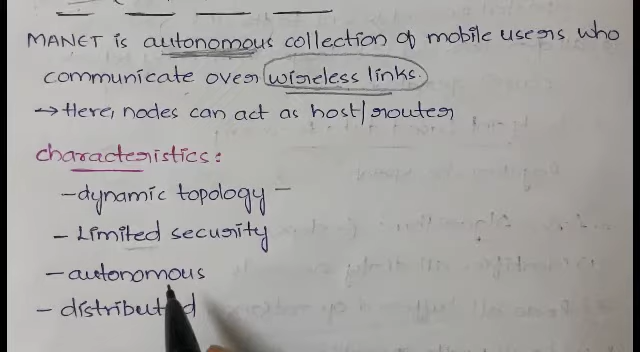 MANET is autonomous collection of mobile users who
communicate over wireless links.
→ Here, nodes can act as host/router
characteristics:
- dynamic topology -
- Limited security
- autonomous
- distributed